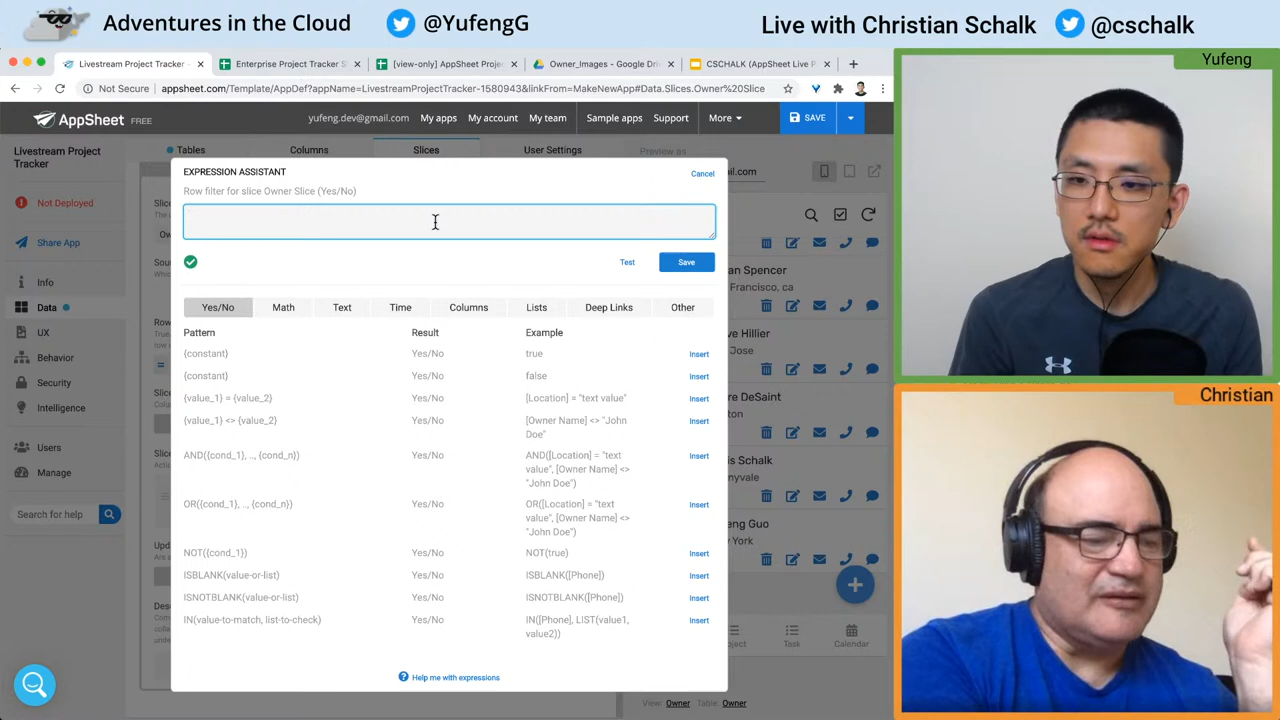 Adventures in the Cloud
@YufengG
Live with Christian Schalk
@cschalk
Livestream Project Tracker -
Enterprise Project Tracker S
[view-only] AppSheet Proje
Owner_Images - Google Dri
CSCHALK (AppSheet Live P
Not Secure
appsheet.com/Template/AppDef?appName=LivestreamProjectTracker-1580943&linkFrom=MakeNewApp#Data.Slices.Owner%20Slice
AppSheet FREE
yufeng.dev@gmail.com
My apps
My account
My team
Sample apps
Support
More
SAVE
Livestream Project
Tracker
Not Deployed
Share App
Info
Data
UX
Behavior
Security
Intelligence
Users
Manage
Search for help
Tables
Columns
Slices
User Settings
Preview as
EXPRESSION ASSISTANT
Cancel
Row filter for slice Owner Slice (Yes/No)
Test
Save
Yes/No
Math
Text
Time
Columns
Lists
Deep Links
Other
Pattern
Result
Example
{constant}
Yes/No
true
Insert
{constant}
Yes/No
false
Insert
{value_1} = {value_2}
Yes/No
[Location] = "text value"
Insert
{value_1} <> {value_2}
Yes/No
[Owner Name] <> "John
Doe"
Insert
AND({cond_1}, .., {cond_n})
Yes/No
AND([Location] = "text
value", [Owner Name] <>
"John Doe")
Insert
OR({cond_1}, .., {cond_n})
Yes/No
OR([Location] = "text
value", [Owner Name] <>
"John Doe")
Insert
NOT({cond_1})
Yes/No
NOT(true)
Insert
ISBLANK(value-or-list)
Yes/No
ISBLANK([Phone])
Insert
ISNOTBLANK(value-or-list)
Yes/No
ISNOTBLANK([Phone])
Insert
IN(value-to-match, list-to-check)
Yes/No
IN([Phone], LIST(value1,
value2))
Insert
Help me with expressions
mail.com
an Spencer
Francisco, ca
ve Hillier
Jose
re DeSaint
ton
is Schalk
nyvale
eng Guo
York
Task
Calendar
View: Owner Table: Owner
Yufeng
Christian